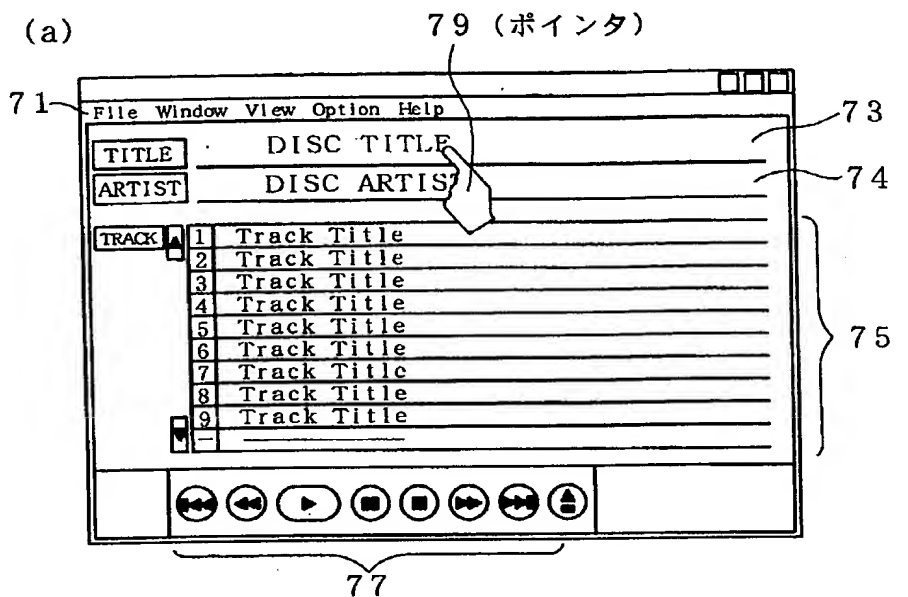 (a)
79 (ポインタ)
71
File Window View Option Help
73
TITLE DISC TITLE
ARTIST DISC ARTIST
74
TRACK 1 Track Title
2 Track Title
3 Track Title
4 Track Title
5 Track Title
6 Track Title
7 Track Title
8 Track Title
9 Track Title
75
77